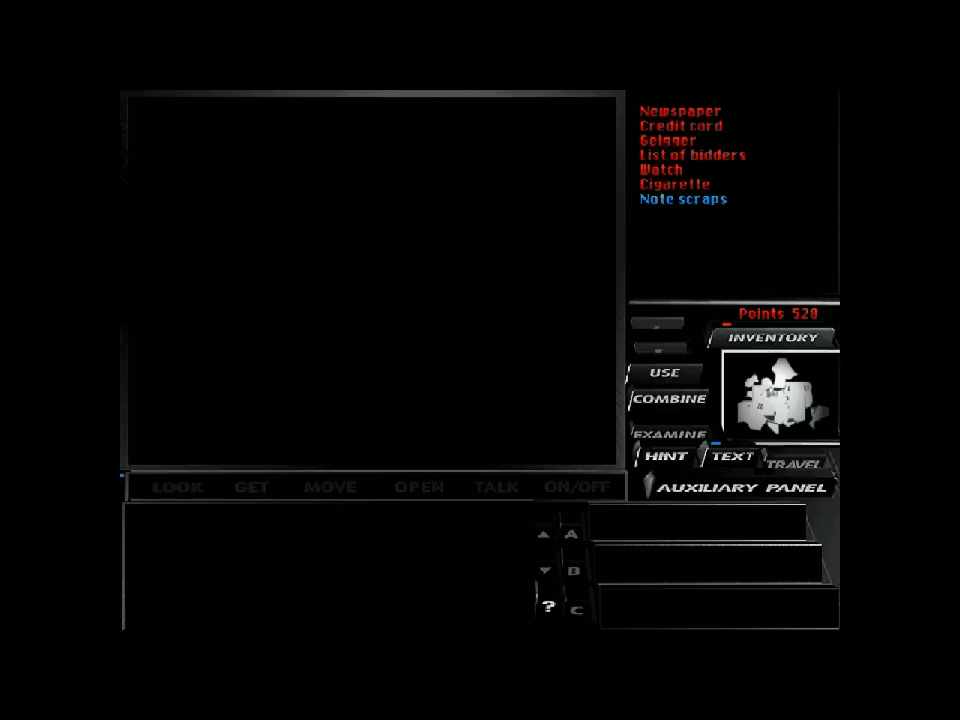 Newspaper
Credit card
Geigger
List of bidders
Watch
Cigarette
Note scraps
Points 520
INVENTORY
USE
COMBINE
EXAMINE
HINT TEXT TRAVEL
LOOK GET MOVE OPEN TALK ON/OFF
AUXILIARY PANEL
A
B
? C